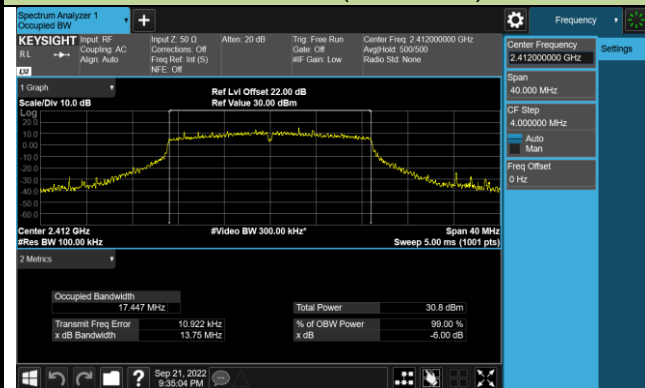 Spectrum Analyzer 1
Occupied BW
Frequency
KEYSIGHT
RL
Input: RF
Coupling: AC
Align: Auto
Input Z: 50 Ω
Corrections: Off
Freq Ref: Int (S)
NFE: Off
Atten: 20 dB
Trig: Free Run
Gate: Off
#IF Gain: Low
Center Freq: 2.412000000 GHz
Avg|Hold: 500/500
Radio Std: None
Center Frequency
2.412000000 GHz
Settings
Span
40.000 MHz
CF Step
4.000000 MHz
Auto
Man
Freq Offset
0 Hz
1 Graph
Scale/Div 10.0 dB
Ref Lvl Offset 22.00 dB
Ref Value 30.00 dBm
Log
20.0
10.0
0.00
-10.0
-20.0
-30.0
-40.0
-50.0
-60.0
Center 2.412 GHz
#Video BW 300.00 kHz*
Span 40 MHz
#Res BW 100.00 kHz
Sweep 5.00 ms (1001 pts)
2 Metrics
Occupied Bandwidth
17.447 MHz
Total Power 30.8 dBm
Transmit Freq Error 10.922 kHz
% of OBW Power 99.00 %
x dB Bandwidth 13.75 MHz
x dB -6.00 dB
Sep 21, 2022
9:35:04 PM